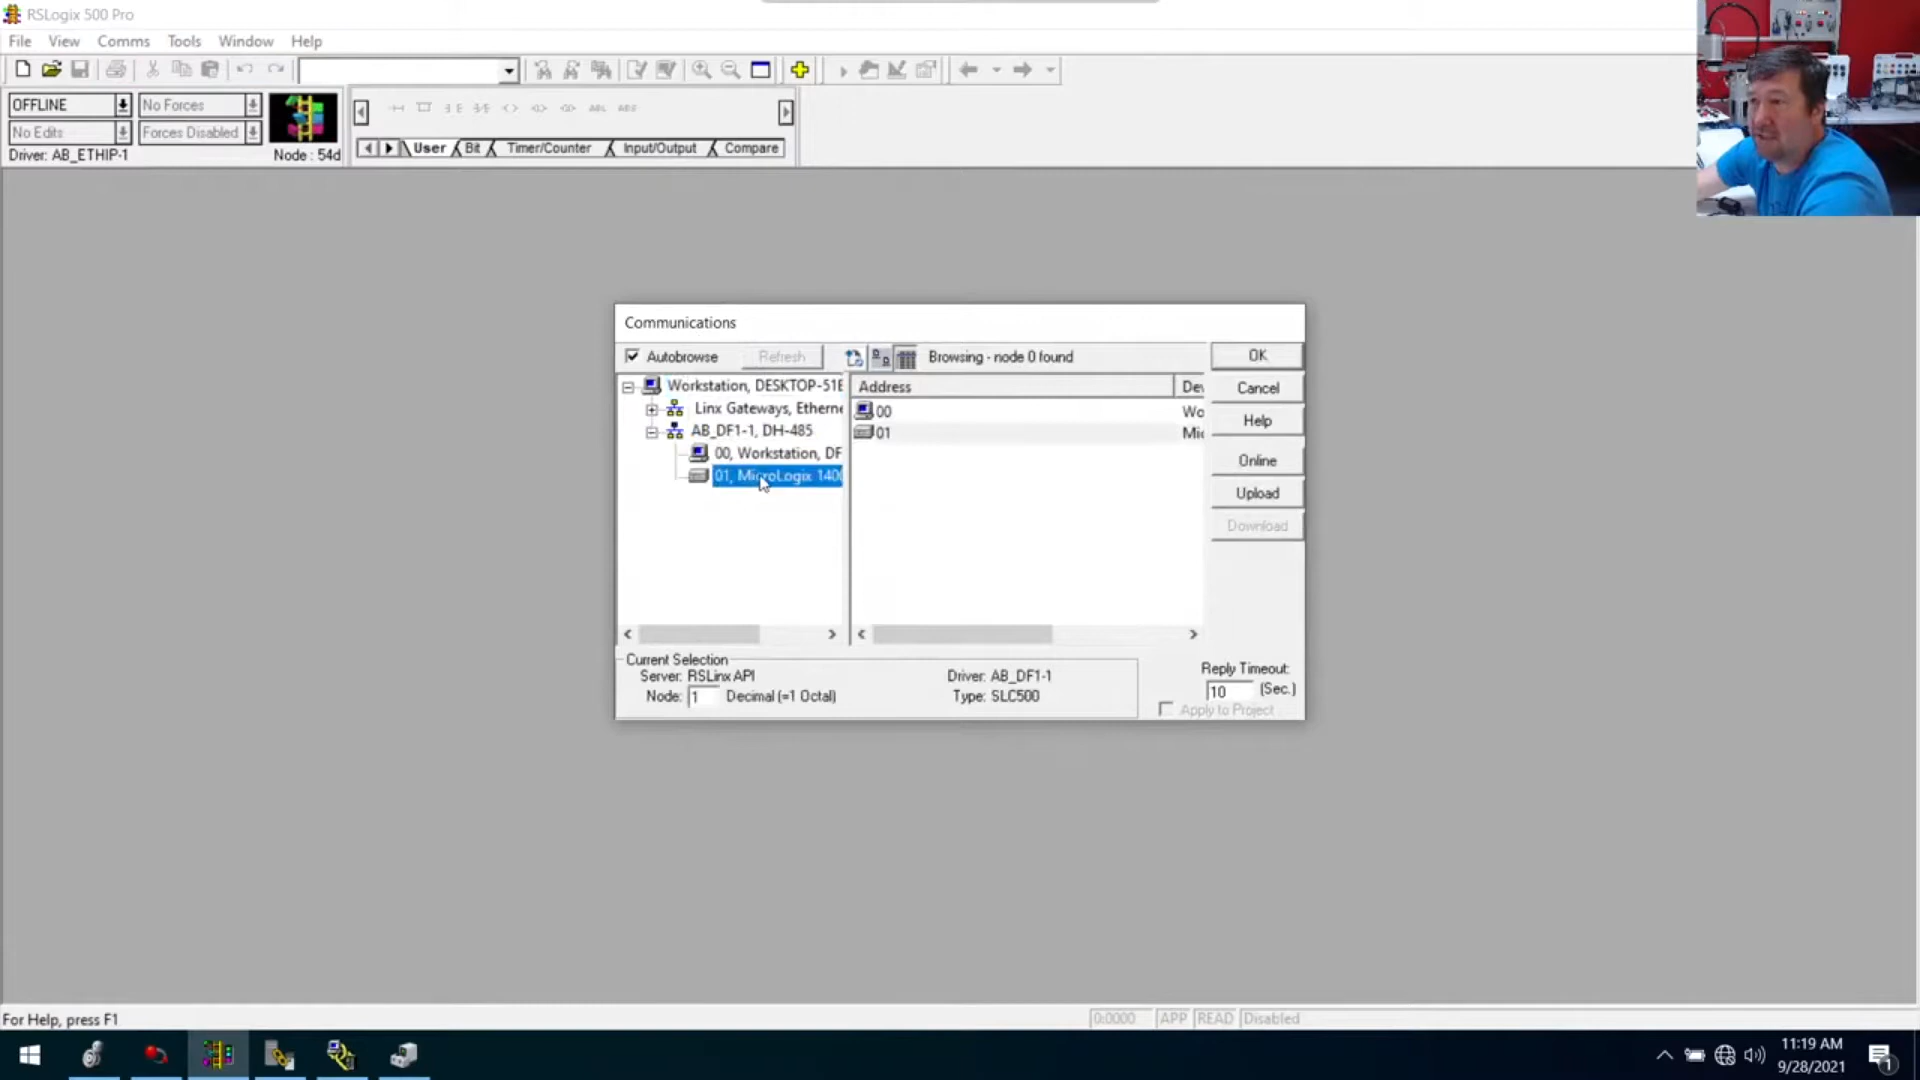 RSLogix 500 Pro
File View Comms Tools Window Help
OFFLINE No Forces
No Edits Forces Disabled
Driver: AB_ETHIP-1 Node : 54d
User Bit Timer/Counter Input/Output Compare
Communications
Autobrowse Refresh Browsing - node 0 found
OK
Cancel
Help
Online
Upload
Download
Workstation, DESKTOP-51E
Linx Gateways, Etherne
AB_DF1-1, DH-485
00, Workstation, DF
01, MicroLogix 140
Address Dev
00 Wo
01 Mic
Current Selection
Server: RSLinx API Driver: AB_DF1-1
Node: 1 Decimal (=1 Octal) Type: SLC500
Reply Timeout:
10 (Sec.)
Apply to Project
For Help, press F1 0:0000 APP READ Disabled
11:19 AM
9/28/2021
1